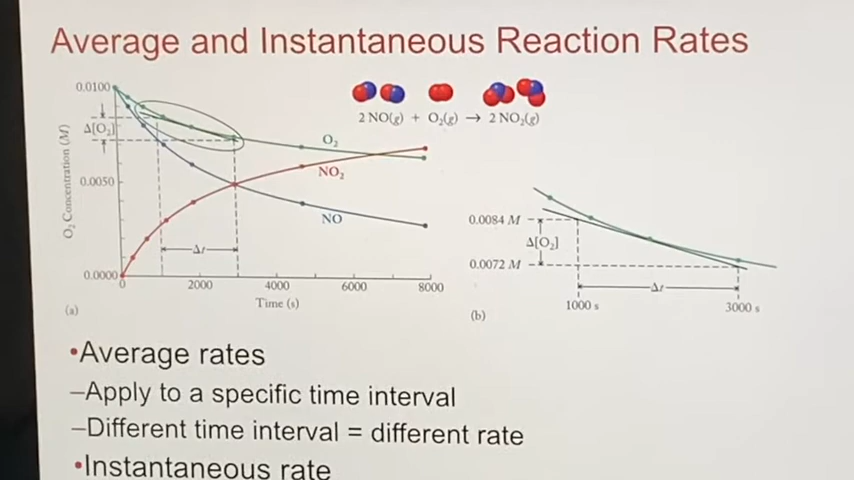 Average and Instantaneous Reaction Rates
2 NO(g) + O₂(g) → 2 NO₂(g)
0.0100
Δ[O₂]
0.0050
0.0000
O₂ Concentration (M)
O₂
NO₂
NO
Δt
0 2000 4000 6000 8000
Time (s)
(a)
0.0084 M
Δ[O₂]
0.0072 M
Δt
1000 s 3000 s
(b)
•Average rates
–Apply to a specific time interval
–Different time interval = different rate
•Instantaneous rate